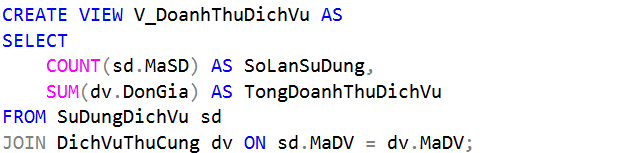 CREATE VIEW V_DoanhThuDichVu AS
SELECT
    COUNT(sd.MaSD) AS SoLanSuDung,
    SUM(dv.DonGia) AS TongDoanhThuDichVu
FROM SuDungDichVu sd
JOIN DichVuThuCung dv ON sd.MaDV = dv.MaDV;